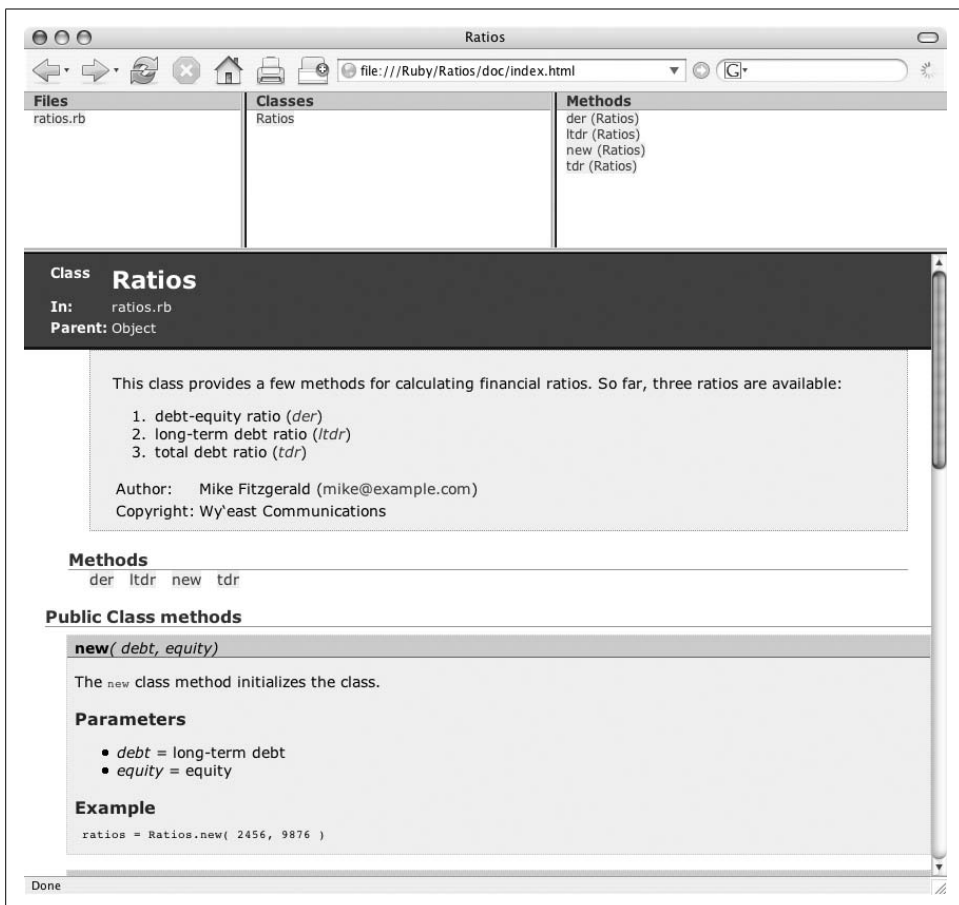 Ratios
file:///Ruby/Ratios/doc/index.html
G
Files
ratios.rb
Classes
Ratios
Methods
der (Ratios)
ltdr (Ratios)
new (Ratios)
tdr (Ratios)
Class Ratios
In: ratios.rb
Parent: Object
This class provides a few methods for calculating financial ratios. So far, three ratios are available:
1. debt-equity ratio (der)
2. long-term debt ratio (ltdr)
3. total debt ratio (tdr)
Author: Mike Fitzgerald (mike@example.com)
Copyright: Wy'east Communications
Methods
der ltdr new tdr
Public Class methods
new( debt, equity)
The new class method initializes the class.
Parameters
• debt = long-term debt
• equity = equity
Example
ratios = Ratios.new( 2456, 9876 )
Done